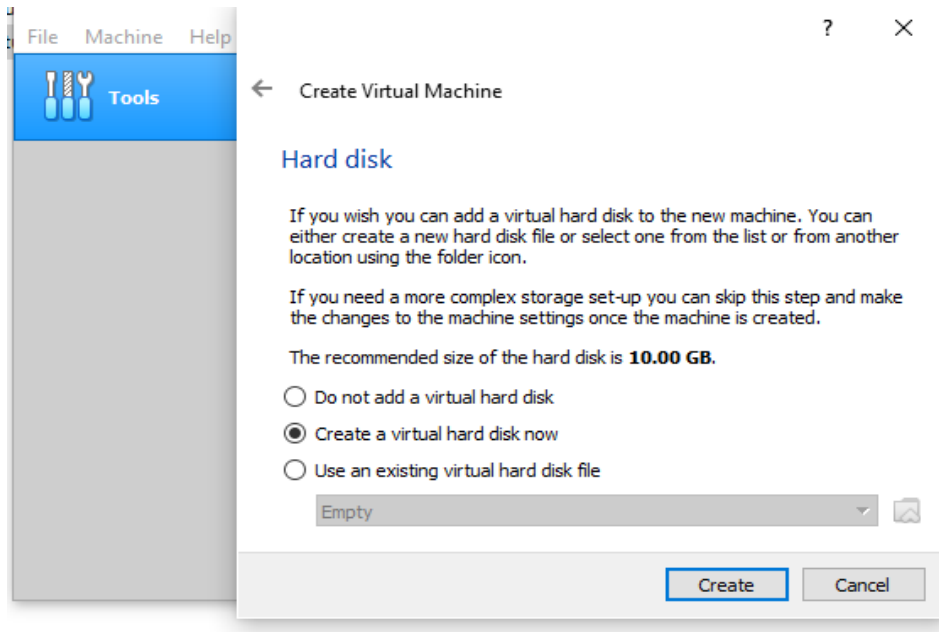 File Machine Help
?
Tools
Create Virtual Machine
Hard disk
If you wish you can add a virtual hard disk to the new machine. You can
either create a new hard disk file or select one from the list or from another
location using the folder icon.
If you need a more complex storage set-up you can skip this step and make
the changes to the machine settings once the machine is created.
The recommended size of the hard disk is 10.00 GB.
Do not add a virtual hard disk
Create a virtual hard disk now
Use an existing virtual hard disk file
Empty
Create Cancel